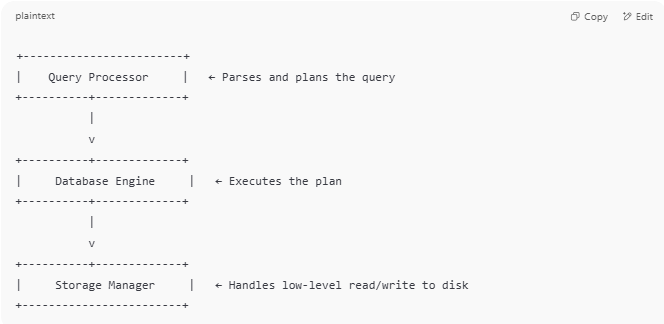 plaintext Copy Edit
+------------------------+
|    Query Processor     |   ← Parses and plans the query
+----------+-------------+
           |
           v
+----------+-------------+
|     Database Engine     |   ← Executes the plan
+----------+-------------+
           |
           v
+----------+-------------+
|     Storage Manager     |   ← Handles low-level read/write to disk
+------------------------+